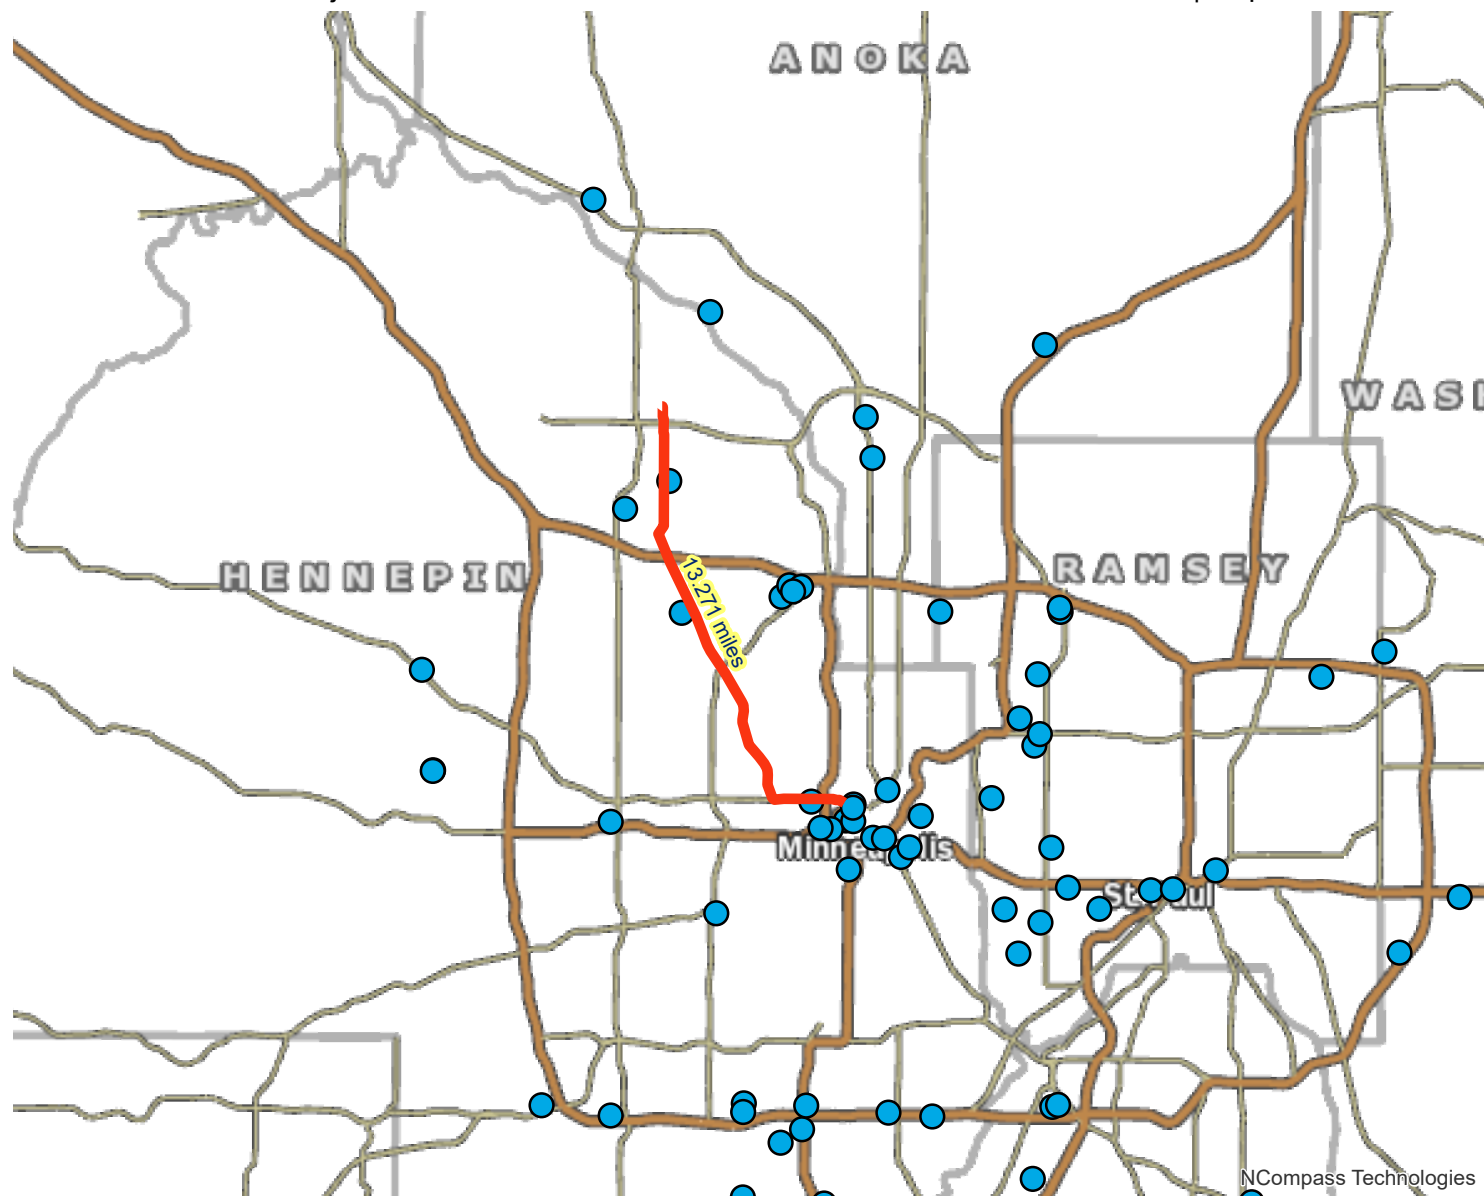 ANOKA
WASH
HENNEPIN
RAMSEY
13.271 miles
Minneapolis
St. Paul
NCompass Technologies